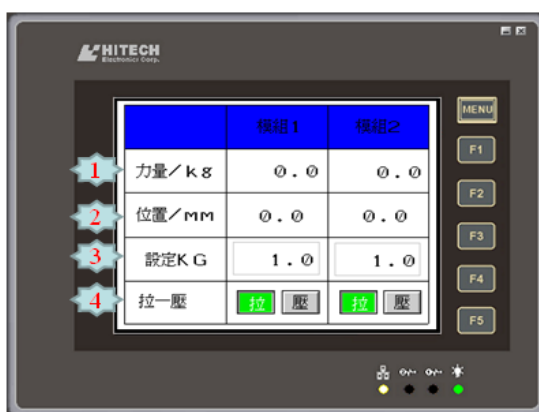 HITECH
Electronics Corp.
模組1 模組2
1 力量/kg 0.0 0.0
2 位置/MM 0.0 0.0
3 設定KG 1.0 1.0
4 拉一壓 拉 壓 拉 壓
MENU
F1
F2
F3
F4
F5